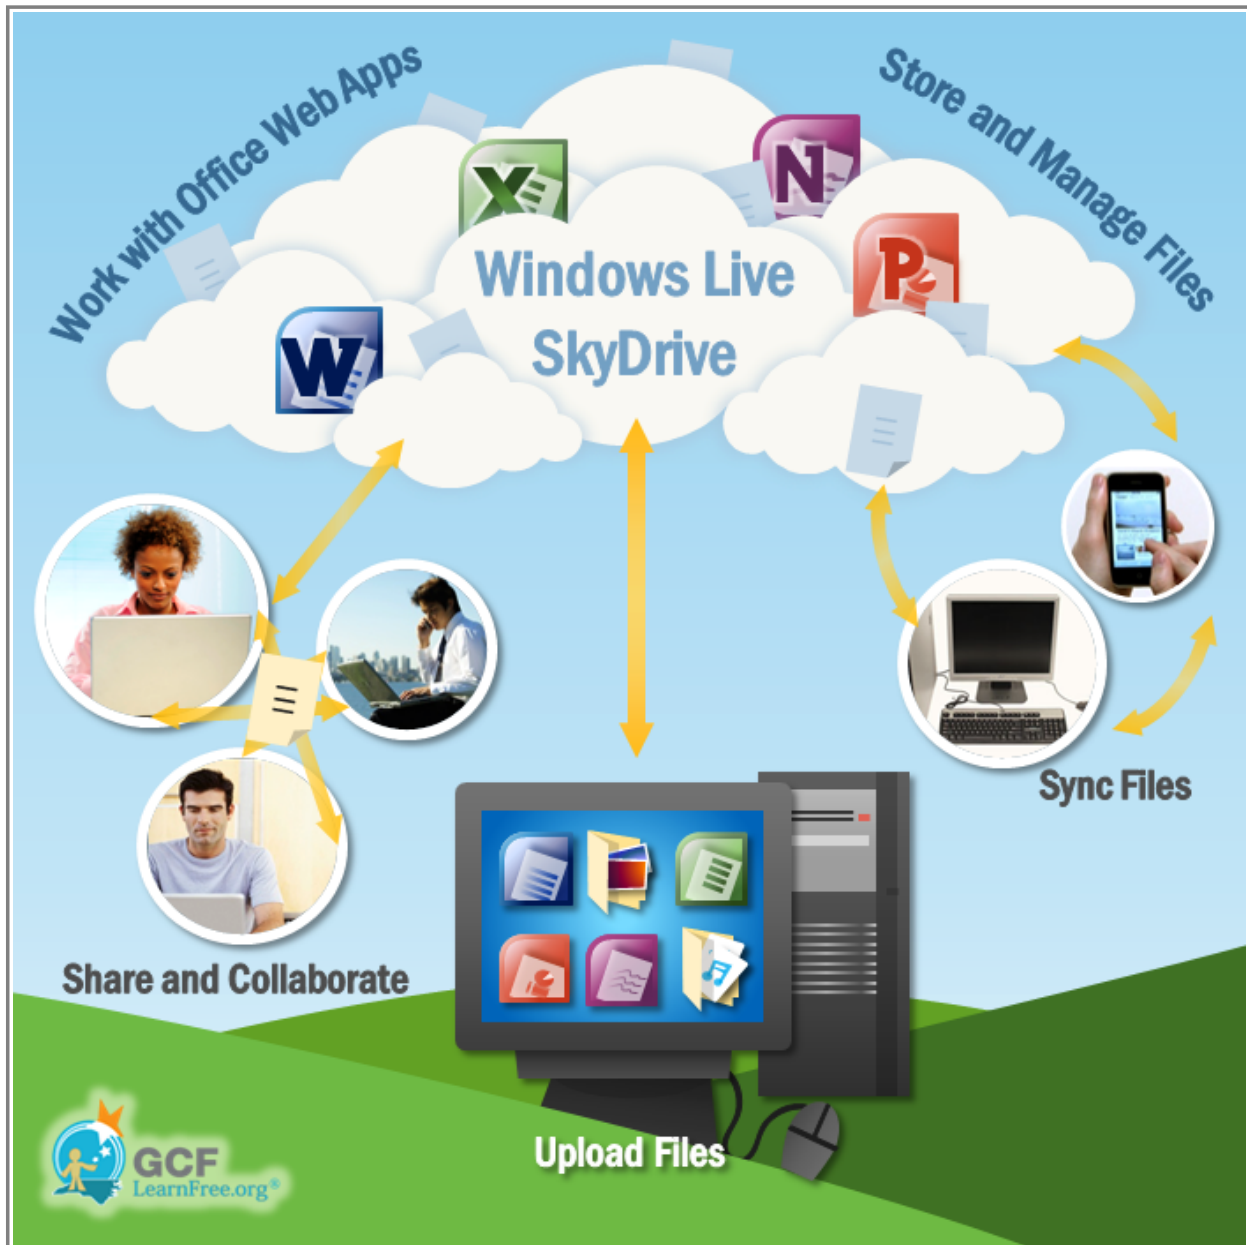 Work with Office Web Apps
Store and Manage Files
X
N
Windows Live
P
SkyDrive
W
Sync Files
Share and Collaborate
Upload Files
GCF
LearnFree.org®